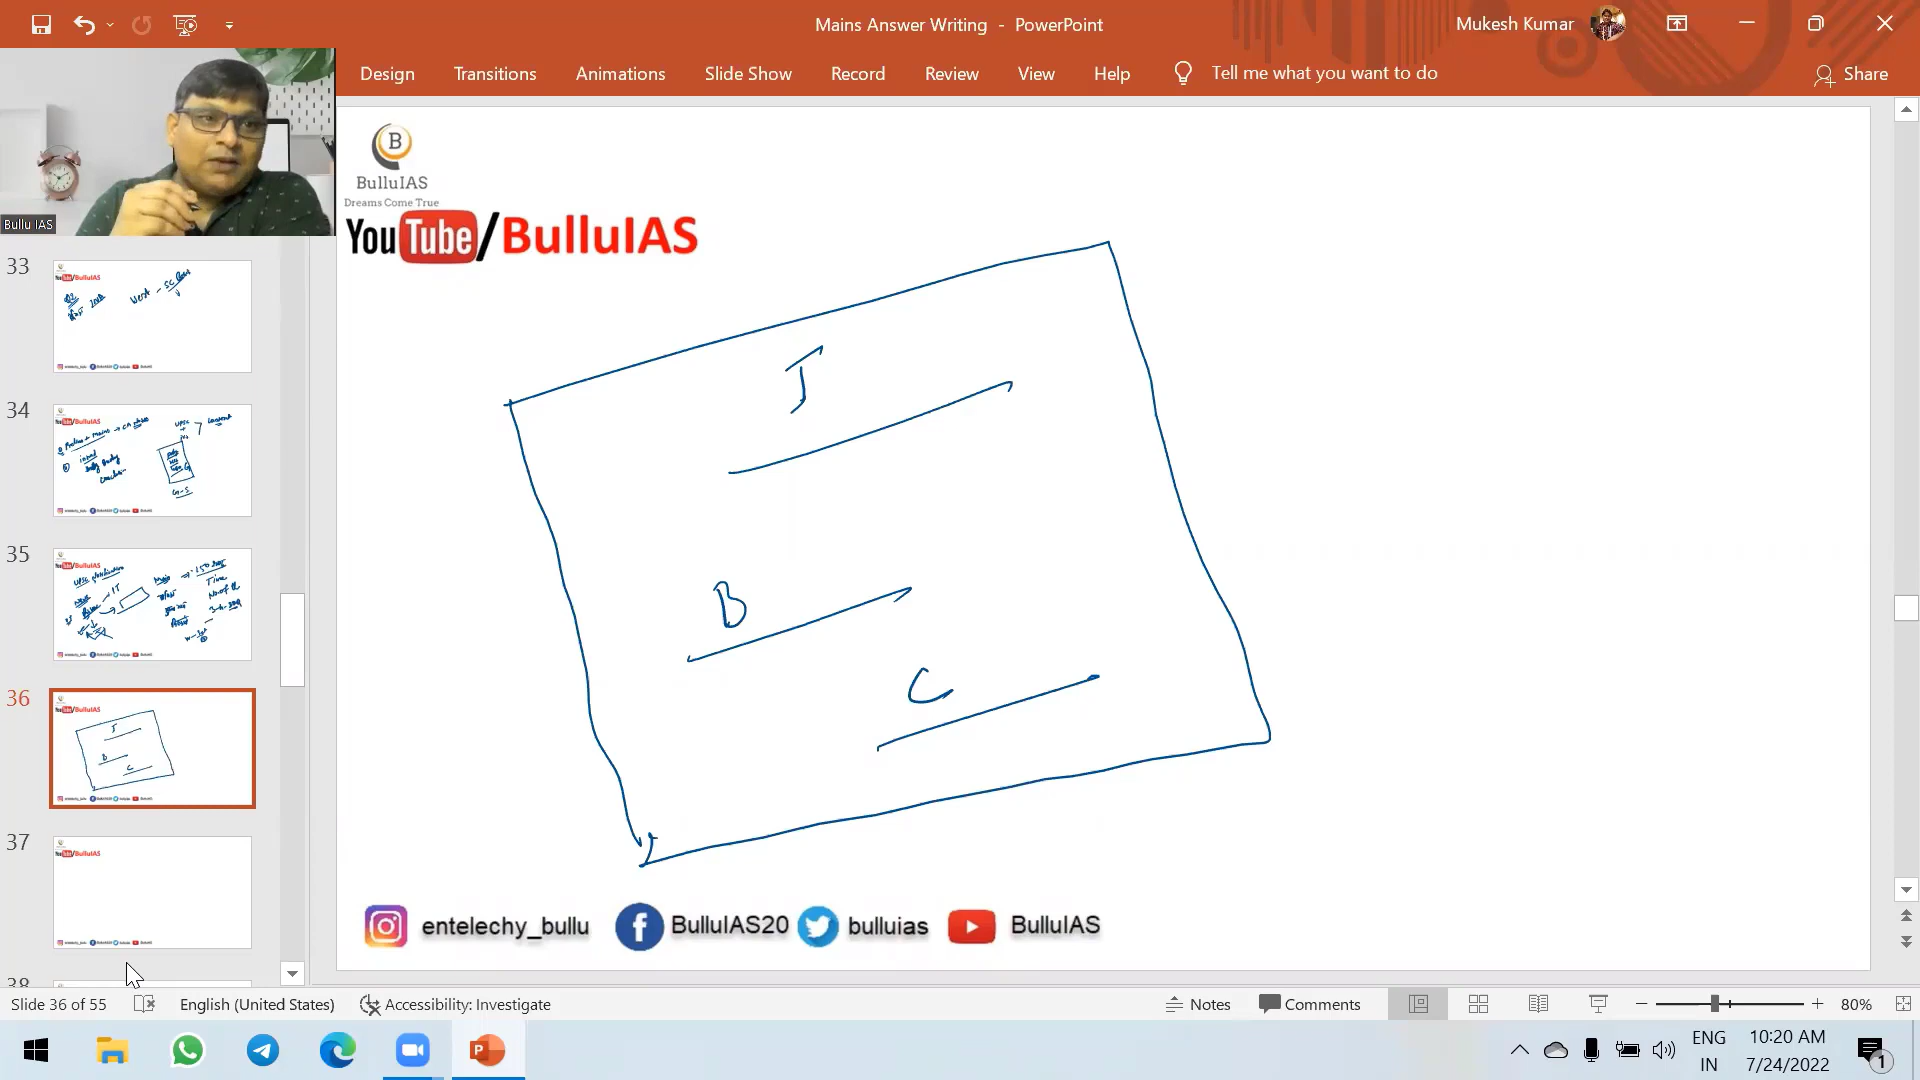 Mains Answer Writing - PowerPoint
Mukesh Kumar
Design Transitions Animations Slide Show Record Review View Help Tell me what you want to do Share
Bullu IAS
B
BulluIAS
Dreams Come True
YouTube/BulluIAS
I
B
C
entelechy_bullu BulluIAS20 bulluias BulluIAS
33
34
35
36
37
38
Slide 36 of 55 English (United States) Accessibility: Investigate Notes Comments 80%
ENG 10:20 AM
IN 7/24/2022
1